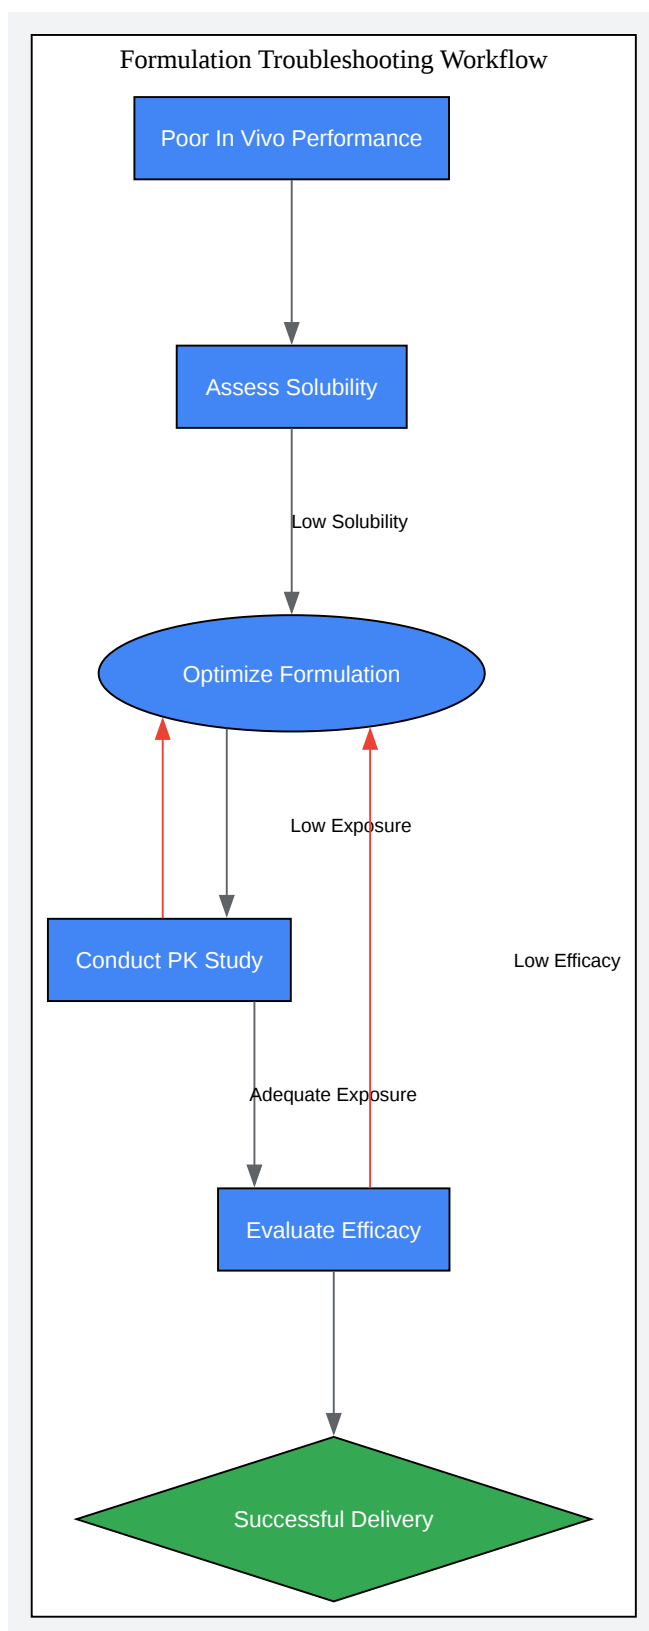 Formulation Troubleshooting Workflow
Poor In Vivo Performance
Assess Solubility
Low Solubility
Optimize Formulation
Low Exposure
Conduct PK Study
Low Efficacy
Adequate Exposure
Evaluate Efficacy
Successful Delivery